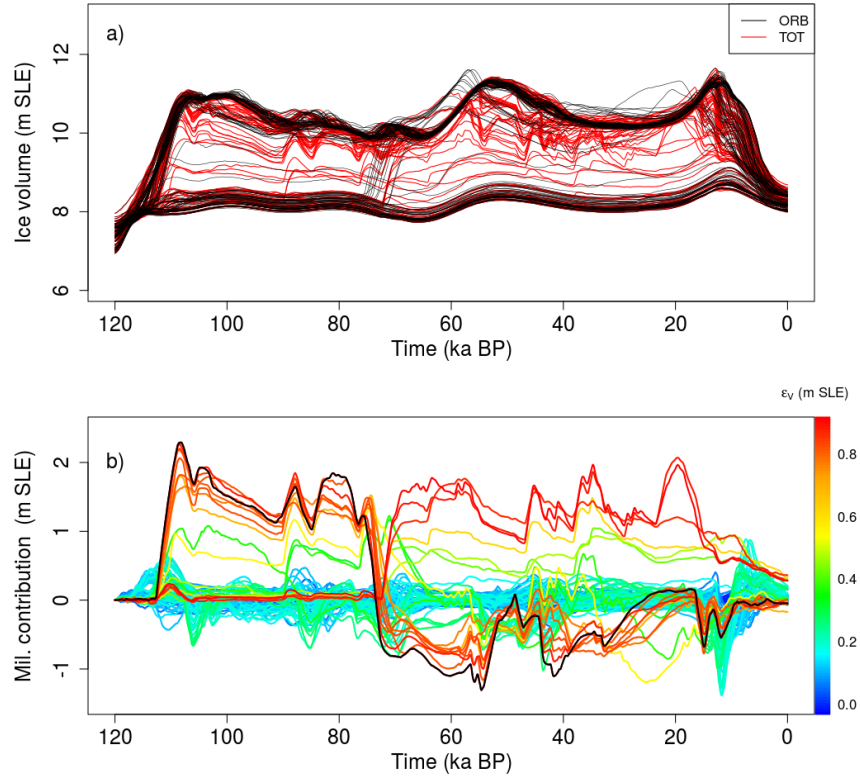 a)
ORB
TOT
Ice volume (m SLE)
12
10
8
6
120 100 80 60 40 20 0
Time (ka BP)
εv (m SLE)
b)
Mil. contribution (m SLE)
2
1
0
-1
0.8
0.6
0.4
0.2
0.0
120 100 80 60 40 20 0
Time (ka BP)